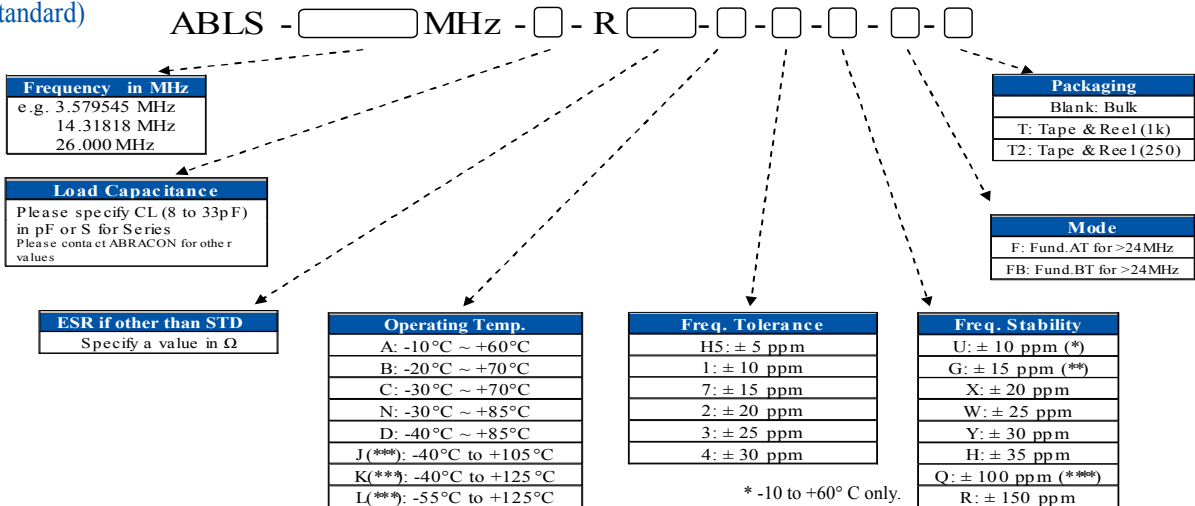 tandard)
ABLS - MHz - - R - - - - -
Frequency in MHz
e.g. 3.579545 MHz
14.31818 MHz
26.000 MHz
Packaging
Blank: Bulk
T: Tape & Reel (1k)
T2: Tape & Reel (250)
Load Capacitance
Please specify CL (8 to 33pF)
in pF or S for Series
Please contact ABRACON for other
values
Mode
F: Fund.AT for >24MHz
FB: Fund.BT for >24MHz
ESR if other than STD
Specify a value in Ω
Operating Temp.
A: -10°C ~ +60°C
B: -20°C ~ +70°C
C: -30°C ~ +70°C
N: -30°C ~ +85°C
D: -40°C ~ +85°C
J(***): -40°C to +105°C
K(***): -40°C to +125°C
L(***): -55°C to +125°C
Freq. Tolerance
H5: ± 5 ppm
1: ± 10 ppm
7: ± 15 ppm
2: ± 20 ppm
3: ± 25 ppm
4: ± 30 ppm
* -10 to +60° C only.
Freq. Stability
U: ± 10 ppm (*)
G: ± 15 ppm (**)
X: ± 20 ppm
W: ± 25 ppm
Y: ± 30 ppm
H: ± 35 ppm
Q: ± 100 ppm (****)
R: ± 150 ppm